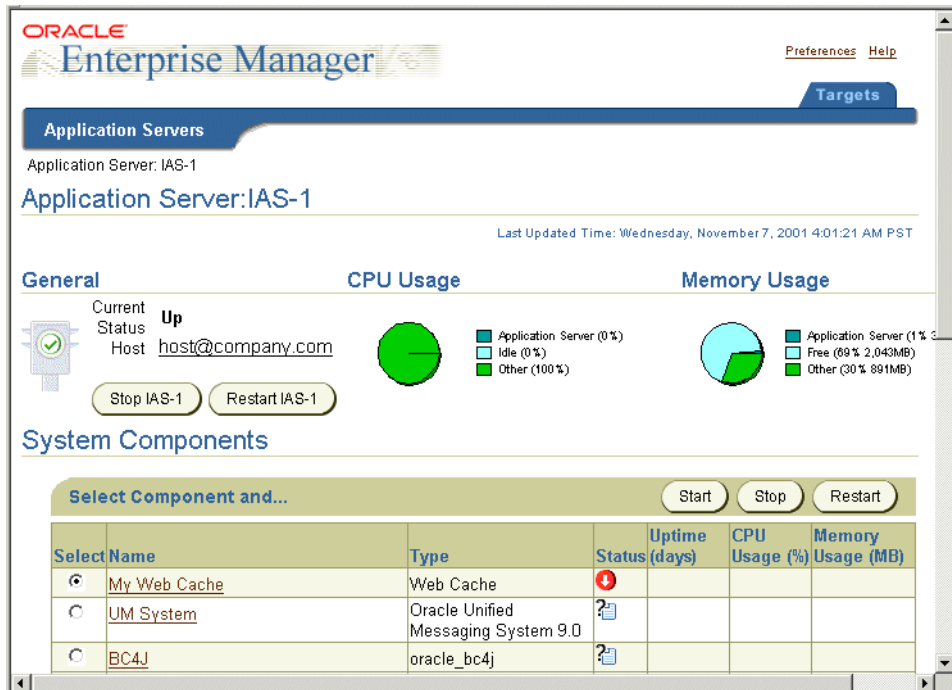 ORACLE
Enterprise Manager
Preferences Help
Targets
Application Servers
Application Server: IAS-1
Application Server:IAS-1
Last Updated Time: Wednesday, November 7, 2001 4:01:21 AM PST
General
Current Status Up
Host host@company.com
Stop IAS-1 Restart IAS-1
CPU Usage
Application Server (0%)
Idle (0%)
Other (100%)
Memory Usage
Application Server (1% 3
Free (69% 2,043MB)
Other (30% 891MB)
System Components
Select Component and...
Start Stop Restart
Select Name Type Status Uptime (days) CPU Usage (%) Memory Usage (MB)
My Web Cache Web Cache
UM System Oracle Unified Messaging System 9.0
BC4J oracle_bc4j